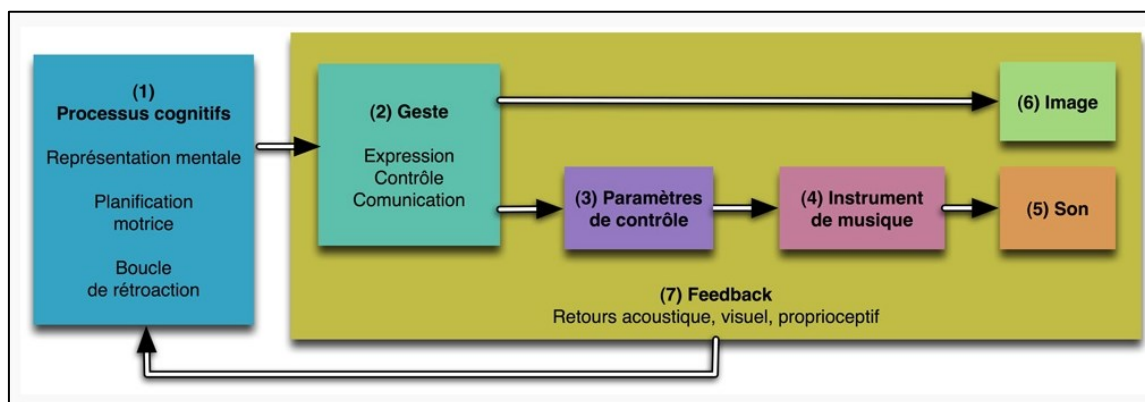 (1)
Processus cognitifs
Représentation mentale
Planification
motrice
Boucle
de rétroaction
(2) Geste
Expression
Contrôle
Comunication
(3) Paramètres
de contrôle
(4) Instrument
de musique
(5) Son
(6) Image
(7) Feedback
Retours acoustique, visuel, proprioceptif